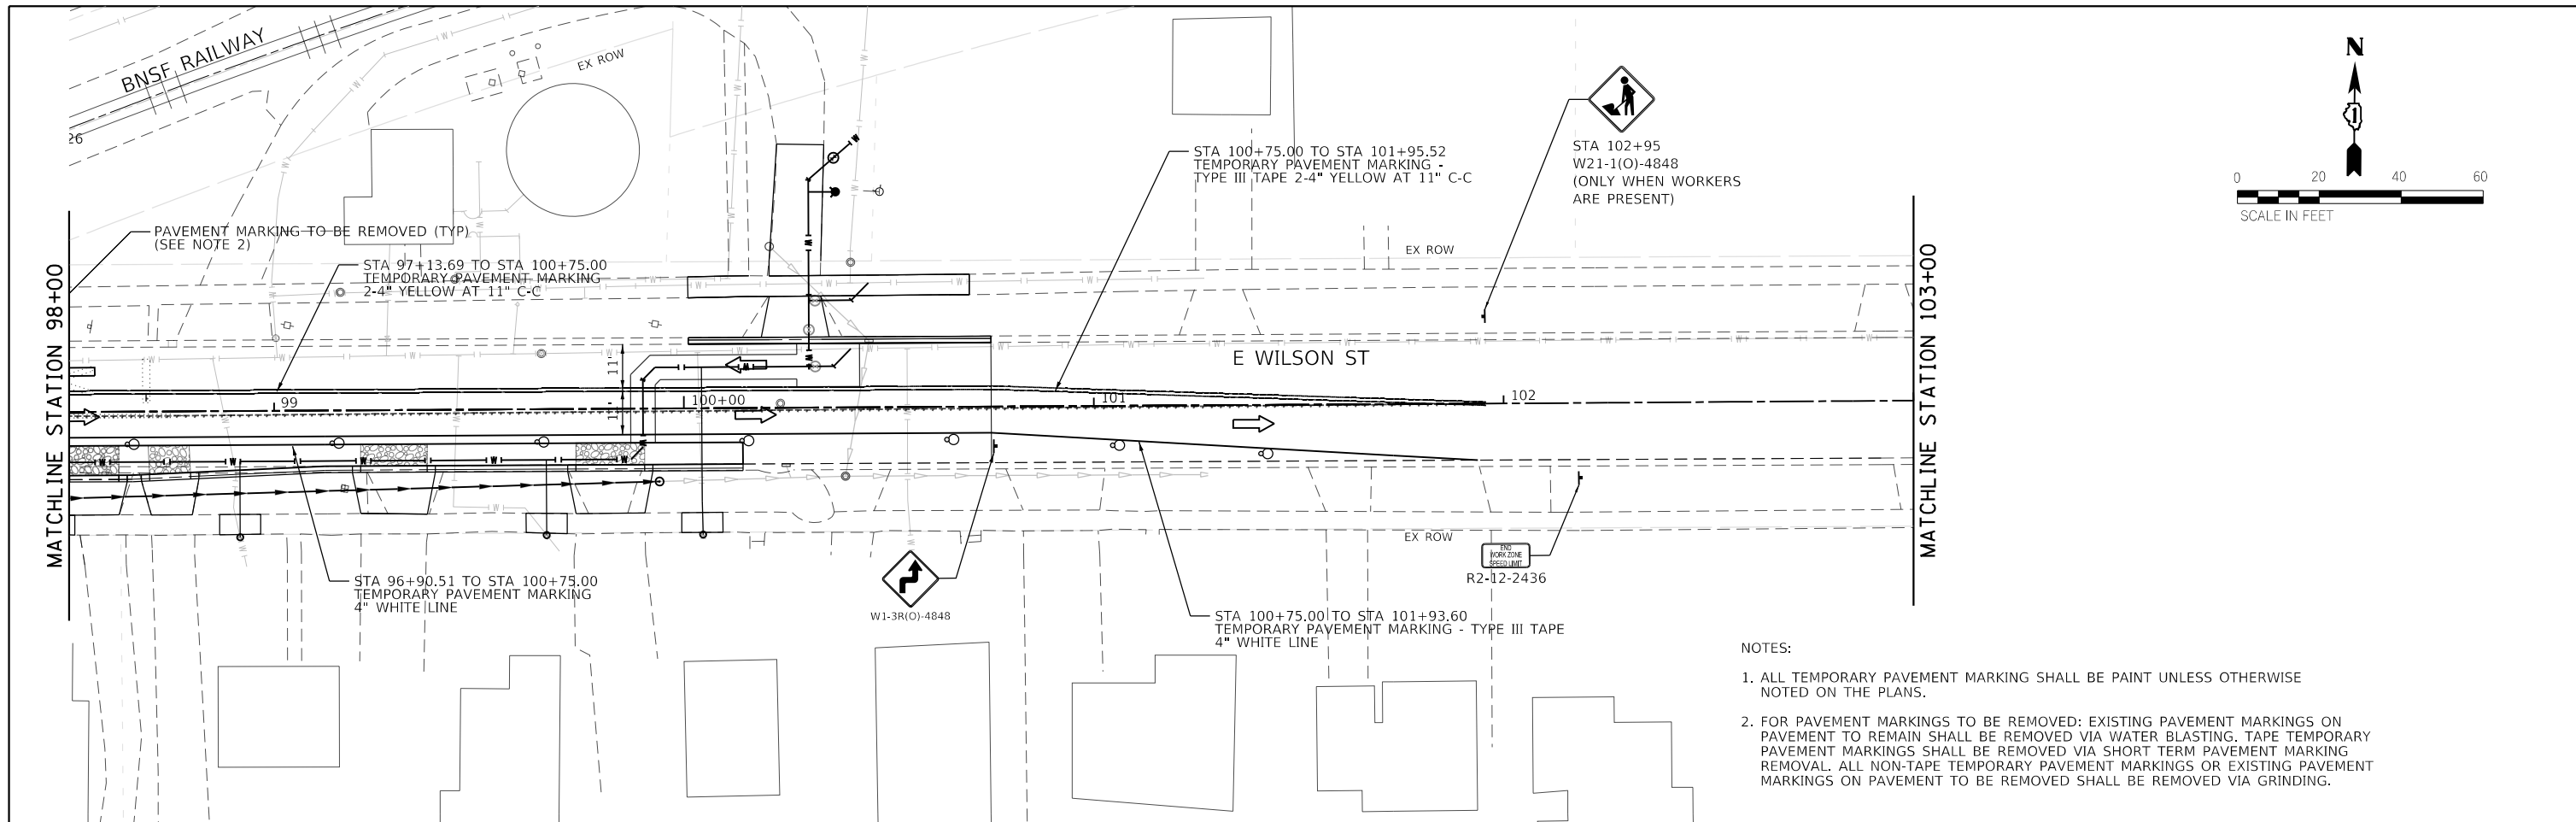 BNSF RAILWAY
EX ROW
26
N
1
0 20 40 60
SCALE IN FEET
STA 102+95
W21-1(O)-4848
(ONLY WHEN WORKERS
ARE PRESENT)
STA 100+75.00 TO STA 101+95.52
TEMPORARY PAVEMENT MARKING -
TYPE III TAPE 2-4" YELLOW AT 11" C-C
PAVEMENT MARKING TO BE REMOVED (TYP)
(SEE NOTE 2)
STA 97+13.69 TO STA 100+75.00
TEMPORARY PAVEMENT MARKING
2-4" YELLOW AT 11" C-C
EX ROW
MATCHLINE STATION 98+00
MATCHLINE STATION 103+00
E WILSON ST
11'
11'
99
100+00
101
102
EX ROW
END
WORK ZONE
SPEED LIMIT
R2-12-2436
STA 96+90.51 TO STA 100+75.00
TEMPORARY PAVEMENT MARKING
4" WHITE LINE
W1-3R(O)-4848
STA 100+75.00 TO STA 101+93.60
TEMPORARY PAVEMENT MARKING - TYPE III TAPE
4" WHITE LINE
NOTES:
1. ALL TEMPORARY PAVEMENT MARKING SHALL BE PAINT UNLESS OTHERWISE
NOTED ON THE PLANS.
2. FOR PAVEMENT MARKINGS TO BE REMOVED: EXISTING PAVEMENT MARKINGS ON
PAVEMENT TO REMAIN SHALL BE REMOVED VIA WATER BLASTING. TAPE TEMPORARY
PAVEMENT MARKINGS SHALL BE REMOVED VIA SHORT TERM PAVEMENT MARKING
REMOVAL. ALL NON-TAPE TEMPORARY PAVEMENT MARKINGS OR EXISTING PAVEMENT
MARKINGS ON PAVEMENT TO BE REMOVED SHALL BE REMOVED VIA GRINDING.